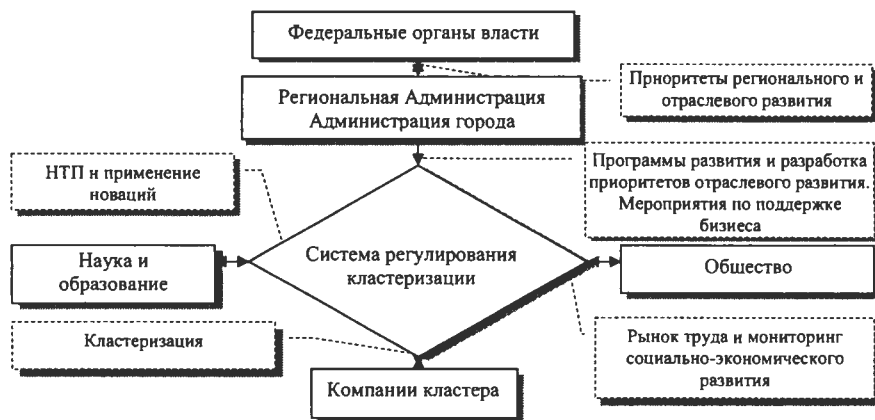 Федеральные органы власти
Приоритеты регионального и
отраслевого развития
Региональная Администрация
Администрация города
НТП н применение
новаций
Программы развития и разработка
приоритетов отраслевого развития.
Мероприятия по поддержке
бизнеса
Наука и
образование
Система регулирования
кластеризации
Общество
Кластеризация
Рынок труда и мониторинг
социально-экономического
развития
Компании кластера